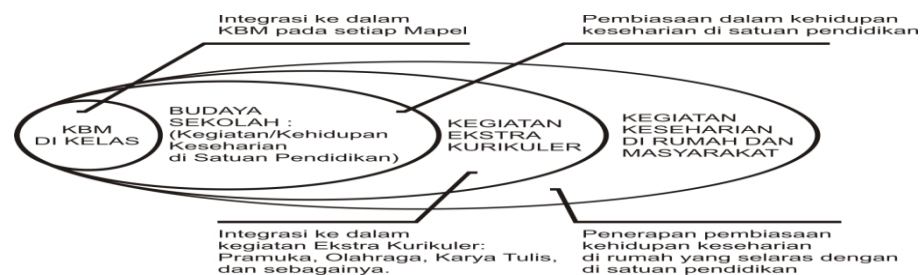 Integrasi ke dalam
KBM pada setiap Mapel
Pembiasaan dalam kehidupan
keseharian di satuan pendidikan
KBM
DI KELAS
BUDAYA
SEKOLAH :
(Kegiatan/Kehidupan
Keseharian
di Satuan Pendidikan)
KEGIATAN
EKSTRA
KURIKULER
KEGIATAN
KESEHARIAN
DI RUMAH DAN
MASYARAKAT
Integrasi ke dalam
kegiatan Ekstra Kurikuler:
Pramuka, Olahraga, Karya Tulis,
dan sebagainya.
Penerapan pembiasaan
kehidupan keseharian
di rumah yang selaras dengan
di satuan pendidikan